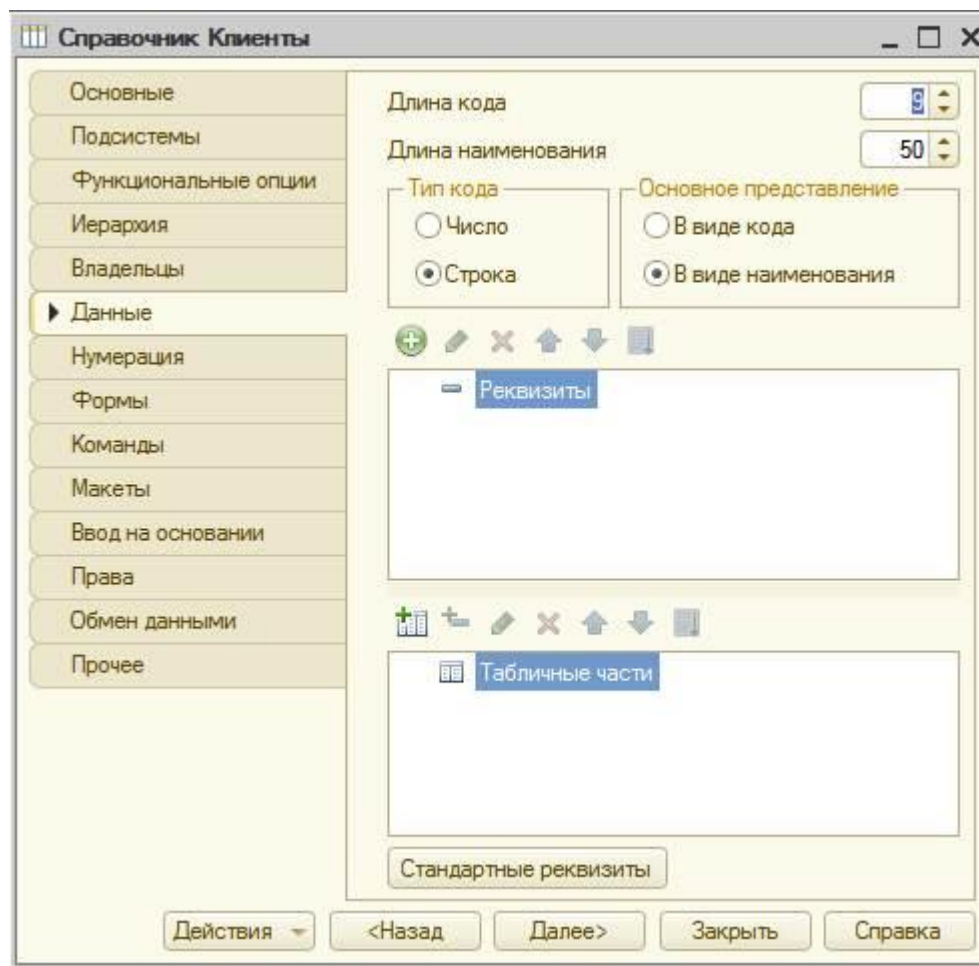 Справочник Клиенты
Основные
Подсистемы
Функциональные опции
Иерархия
Владельцы
Данные
Нумерация
Формы
Команды
Макеты
Ввод на основании
Права
Обмен данными
Прочее
Длина кода 9
Длина наименования 50
Тип кода
Число
Строка
Основное представление
В виде кода
В виде наименования
Реквизиты
Табличные части
Стандартные реквизиты
Действия <Назад Далее> Закрыть Справка